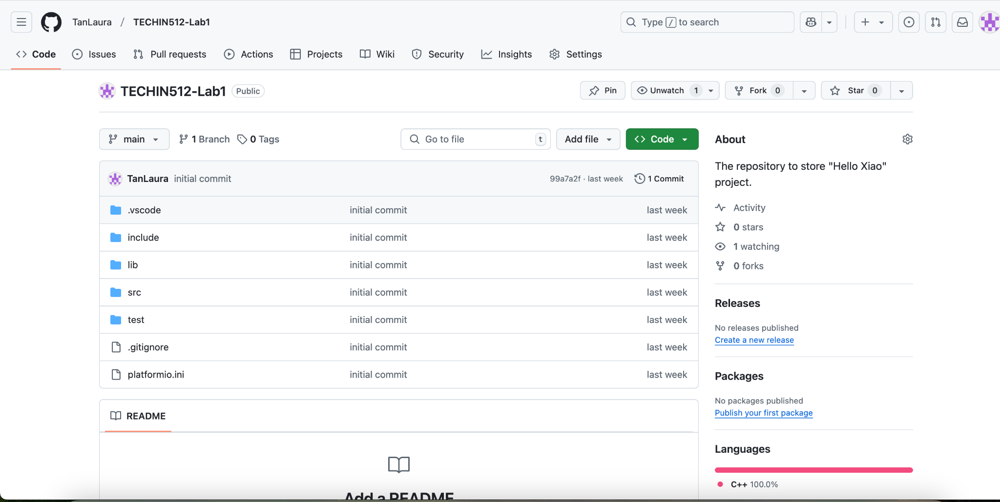 TanLaura / TECHIN512-Lab1 Type / to search
Code Issues Pull requests Actions Projects Wiki Security Insights Settings
TECHIN512-Lab1 Public Pin Unwatch 1 Fork 0 Star 0
main 1 Branch 0 Tags Go to file t Add file Code
TanLaura initial commit 99a7a2f · last week 1 Commit
.vscode initial commit last week
include initial commit last week
lib initial commit last week
src initial commit last week
test initial commit last week
.gitignore initial commit last week
platformio.ini initial commit last week
README
Add a README
About
The repository to store "Hello Xiao"
project.
Activity
0 stars
1 watching
0 forks
Releases
No releases published
Create a new release
Packages
No packages published
Publish your first package
Languages
C++ 100.0%